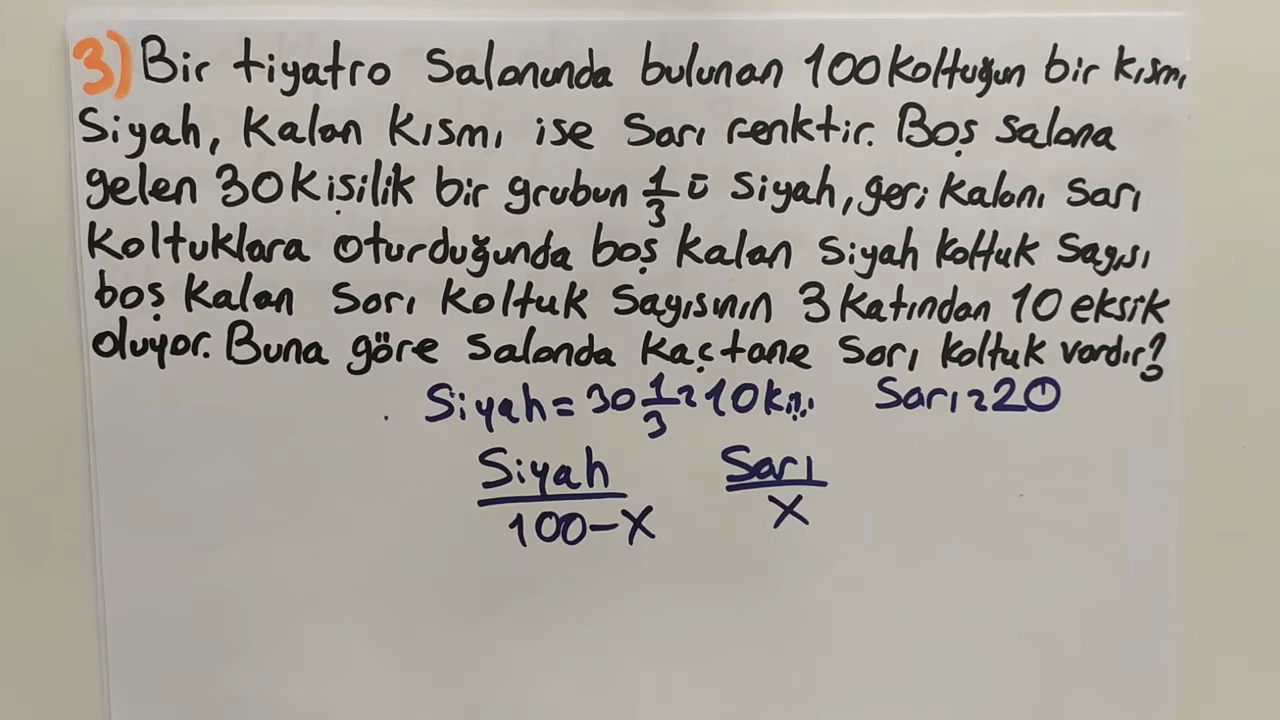 3) Bir tiyatro Salonunda bulunan 100 koltuğun bir kısmı
Siyah, Kalan Kısmı ise Sarı renktir. Boş salona
gelen 30 Kişilik bir grubun 1/3 ü Siyah, geri kalanı Sarı
Koltuklara oturduğunda boş kalan Siyah koltuk Sayısı
boş Kalan Sarı Koltuk Sayısının 3 Katından 10 eksik
oluyor. Buna göre Salonda Kaç tane Sarı koltuk vardır?
Siyah = 30 1/3 = 10 Sarı = 20
Siyah Sarı
100-X X